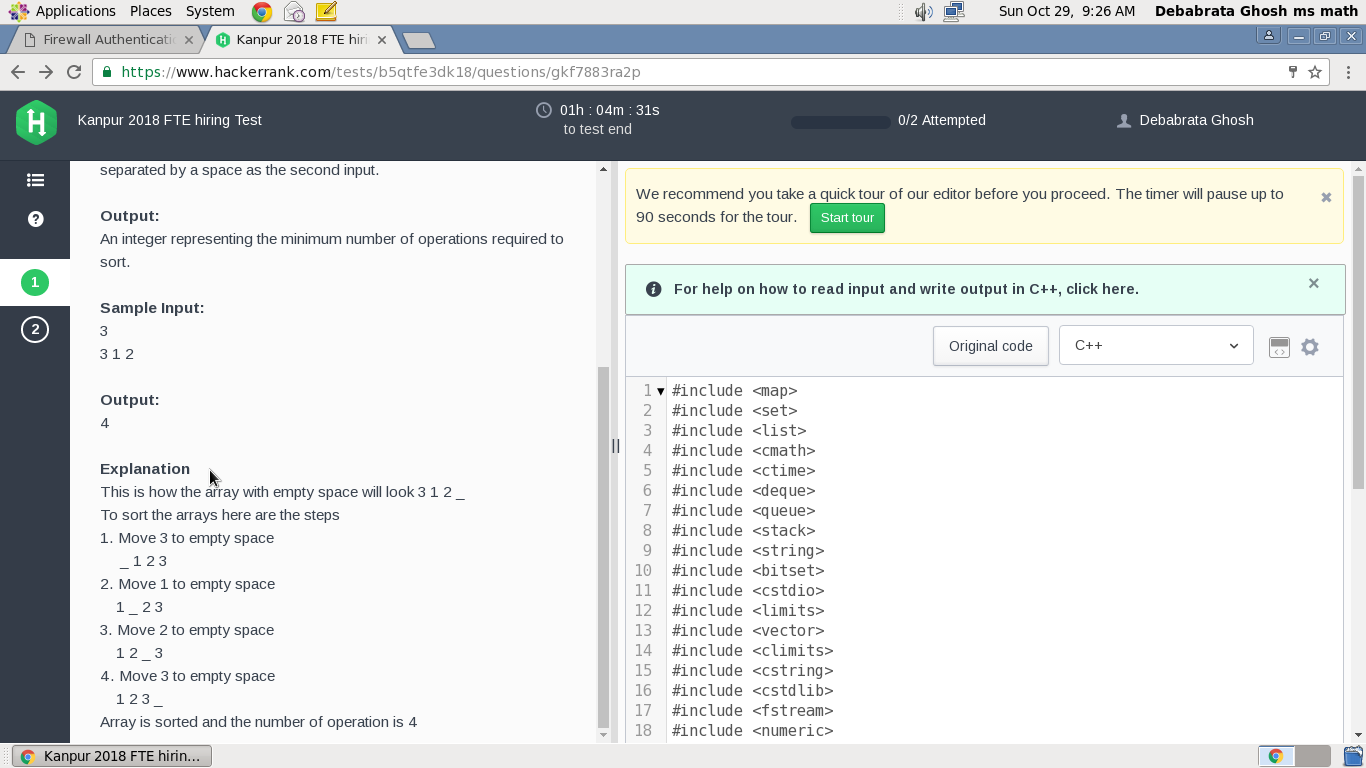 Applications Places System Sun Oct 29, 9:26 AM Debabrata Ghosh ms math
Firewall Authenticati Kanpur 2018 FTE hiri
https://www.hackerrank.com/tests/b5qtfe3dk18/questions/gkf7883ra2p
Kanpur 2018 FTE hiring Test
01h : 04m : 31s
to test end
0/2 Attempted
Debabrata Ghosh
1
2
separated by a space as the second input.
Output:
An integer representing the minimum number of operations required to
sort.
Sample Input:
3
3 1 2
Output:
4
Explanation
This is how the array with empty space will look 3 1 2 _
To sort the arrays here are the steps
1. Move 3 to empty space
_ 1 2 3
2. Move 1 to empty space
1 _ 2 3
3. Move 2 to empty space
1 2 _ 3
4. Move 3 to empty space
1 2 3 _
Array is sorted and the number of operation is 4
We recommend you take a quick tour of our editor before you proceed. The timer will pause up to
90 seconds for the tour. Start tour
For help on how to read input and write output in C++, click here.
Original code C++
1 #include <map>
2 #include <set>
3 #include <list>
4 #include <cmath>
5 #include <ctime>
6 #include <deque>
7 #include <queue>
8 #include <stack>
9 #include <string>
10 #include <bitset>
11 #include <cstdio>
12 #include <limits>
13 #include <vector>
14 #include <climits>
15 #include <cstring>
16 #include <cstdlib>
17 #include <fstream>
18 #include <numeric>
Kanpur 2018 FTE hirin...